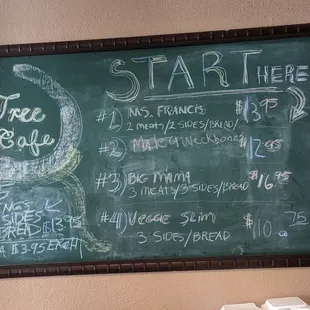 Tree
Cafe
SIDES
BREAD $13.95
A $3.95 EACH
START HERE
#1) MS. FRANCIS $13.95
2 MEATS/2 SIDES/BREAD/
#2) Neckbones $12.95
#3) BIG MAMA $16.95
3 MEATS/3 SIDES/BREAD
#4) VEGGIE SLIM $10.75
3 SIDES/BREAD